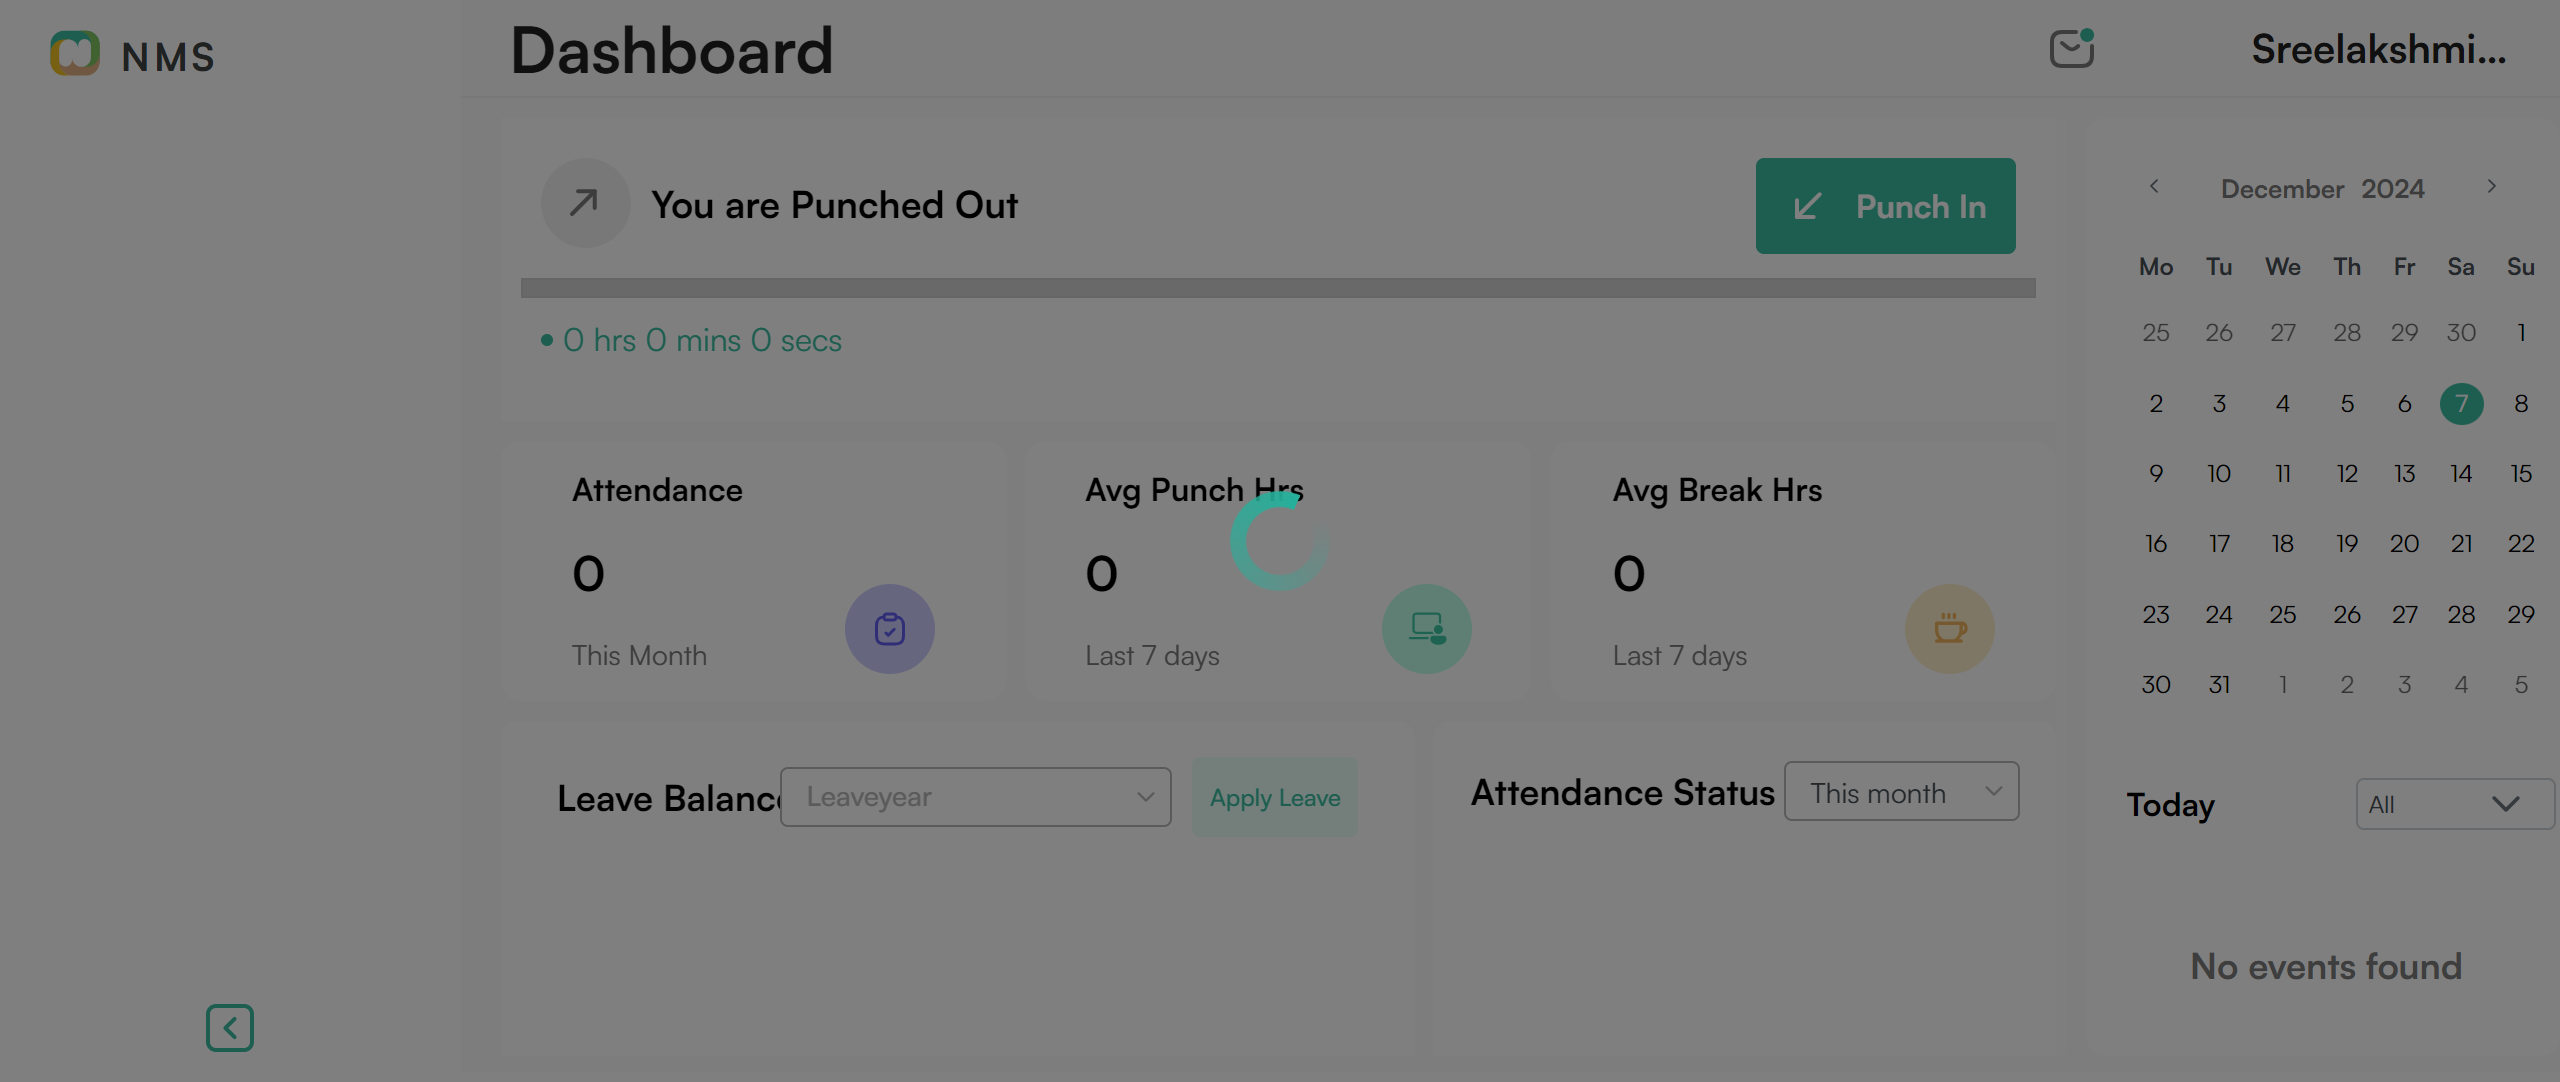 NMS
Dashboard
Sreelakshmi...
You are Punched Out
Punch In
0 hrs 0 mins 0 secs
Attendance
0
This Month
Avg Punch Hrs
0
Last 7 days
Avg Break Hrs
0
Last 7 days
Leave Balance
Leaveyear
Apply Leave
Attendance Status
This month
December 2024
Mo Tu We Th Fr Sa Su
25 26 27 28 29 30 1
2 3 4 5 6 7 8
9 10 11 12 13 14 15
16 17 18 19 20 21 22
23 24 25 26 27 28 29
30 31 1 2 3 4 5
Today
All
No events found